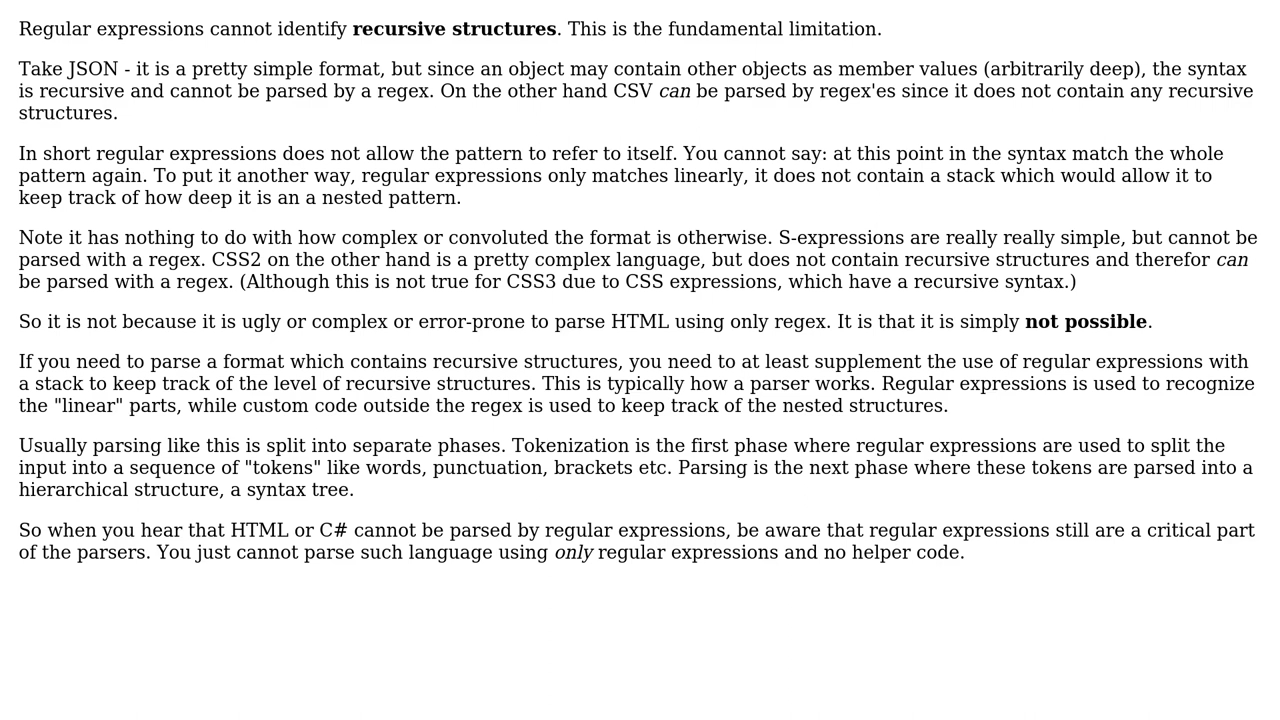 Regular expressions cannot identify recursive structures. This is the fundamental limitation.
Take JSON - it is a pretty simple format, but since an object may contain other objects as member values (arbitrarily deep), the syntax
is recursive and cannot be parsed by a regex. On the other hand CSV can be parsed by regex'es since it does not contain any recursive
structures.
In short regular expressions does not allow the pattern to refer to itself. You cannot say: at this point in the syntax match the whole
pattern again. To put it another way, regular expressions only matches linearly, it does not contain a stack which would allow it to
keep track of how deep it is an a nested pattern.
Note it has nothing to do with how complex or convoluted the format is otherwise. S-expressions are really really simple, but cannot be
parsed with a regex. CSS2 on the other hand is a pretty complex language, but does not contain recursive structures and therefor can
be parsed with a regex. (Although this is not true for CSS3 due to CSS expressions, which have a recursive syntax.)
So it is not because it is ugly or complex or error-prone to parse HTML using only regex. It is that it is simply not possible.
If you need to parse a format which contains recursive structures, you need to at least supplement the use of regular expressions with
a stack to keep track of the level of recursive structures. This is typically how a parser works. Regular expressions is used to recognize
the "linear" parts, while custom code outside the regex is used to keep track of the nested structures.
Usually parsing like this is split into separate phases. Tokenization is the first phase where regular expressions are used to split the
input into a sequence of "tokens" like words, punctuation, brackets etc. Parsing is the next phase where these tokens are parsed into a
hierarchical structure, a syntax tree.
So when you hear that HTML or C# cannot be parsed by regular expressions, be aware that regular expressions still are a critical part
of the parsers. You just cannot parse such language using only regular expressions and no helper code.